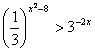 (1/3)^{x²−8} > 3^{−2x}